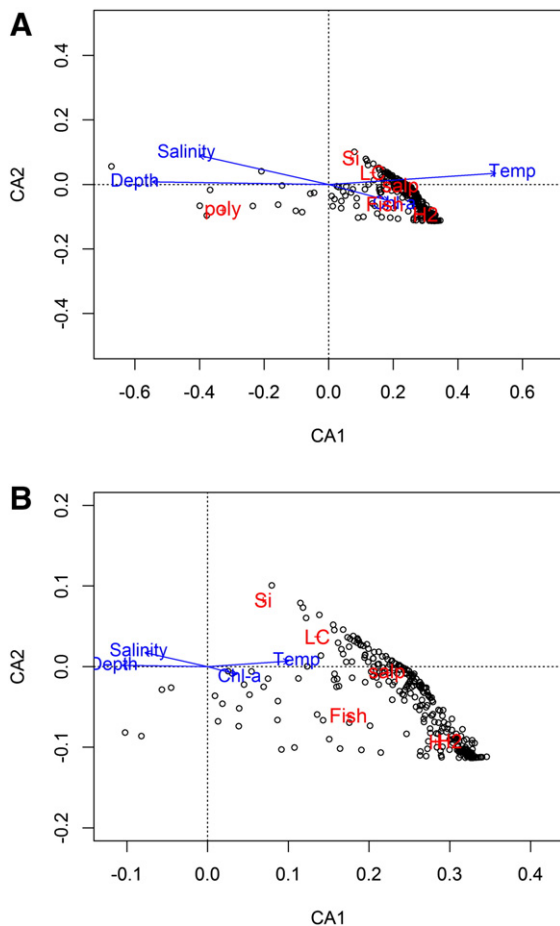 A
CA2
0.4
0.2
0.0
-0.2
-0.4
Salinity
Depth
Temp
Si
LC
salp
Fish
Chl-a
H2
poly
-0.6 -0.4 -0.2 0.0 0.2 0.4 0.6
CA1
B
CA2
0.2
0.1
0.0
-0.1
-0.2
Si
LC
Salinity
Depth
Temp
Chl-a
salp
Fish
H2
-0.1 0.0 0.1 0.2 0.3 0.4
CA1